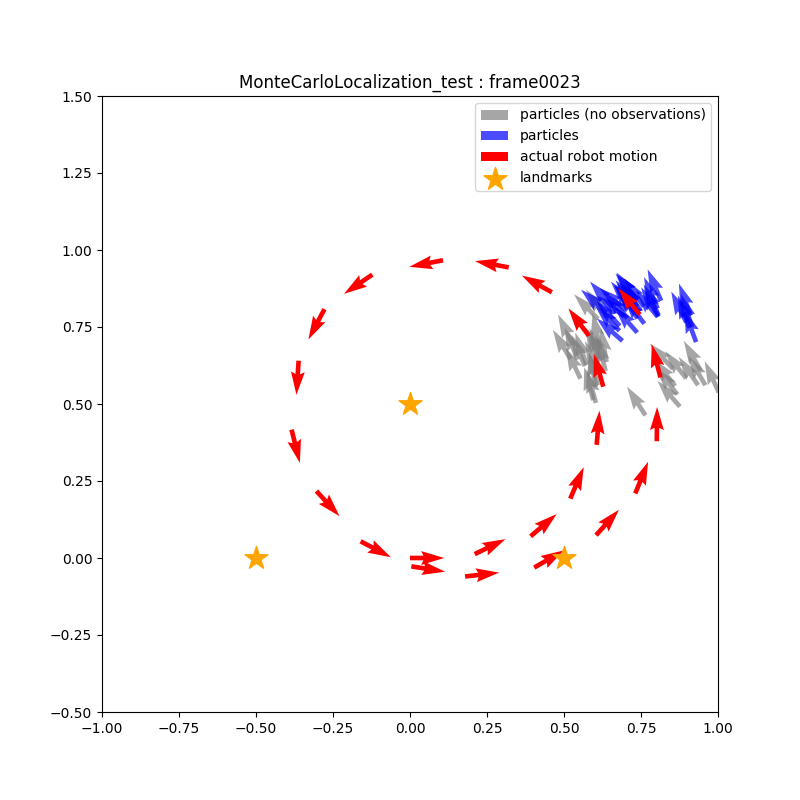 MonteCarloLocalization_test : frame0023
particles (no observations)
particles
actual robot motion
landmarks
1.50
1.25
1.00
0.75
0.50
0.25
0.00
−0.25
−0.50
−1.00 −0.75 −0.50 −0.25 0.00 0.25 0.50 0.75 1.00